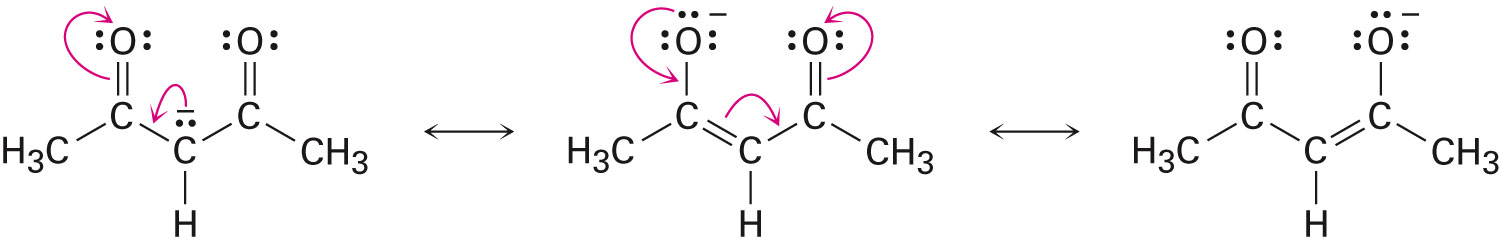 O O O − O O O −
C C C C C C
H₃C C − CH₃ H₃C C CH₃ H₃C C CH₃
H H H